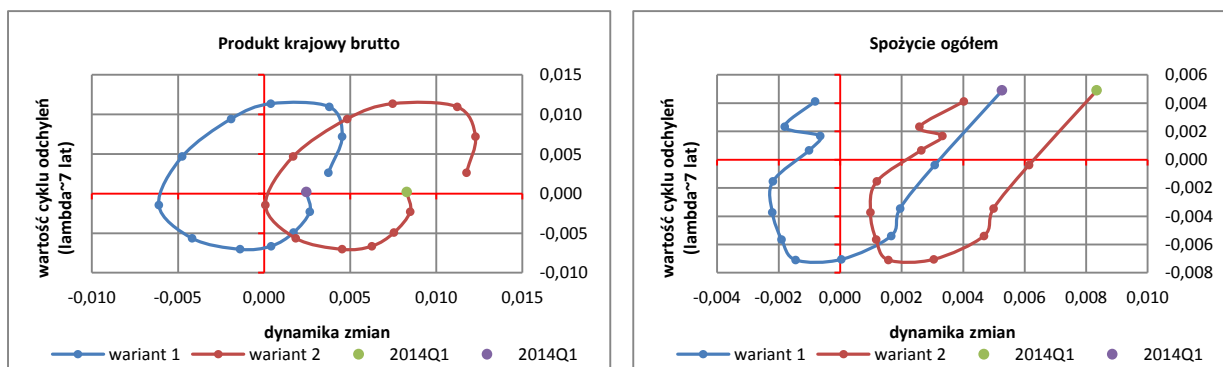 Produkt krajowy brutto
wartość cyklu odchyleń
(lambda~7 lat)
0,015
0,010
0,005
0,000
-0,005
-0,010
-0,010 -0,005 0,000 0,005 0,010 0,015
dynamika zmian
wariant 1 wariant 2 2014Q1 2014Q1
Spożycie ogółem
wartość cyklu odchyleń
(lambda~7 lat)
0,006
0,004
0,002
0,000
-0,002
-0,004
-0,006
-0,008
-0,004 -0,002 0,000 0,002 0,004 0,006 0,008 0,010
dynamika zmian
wariant 1 wariant 2 2014Q1 2014Q1